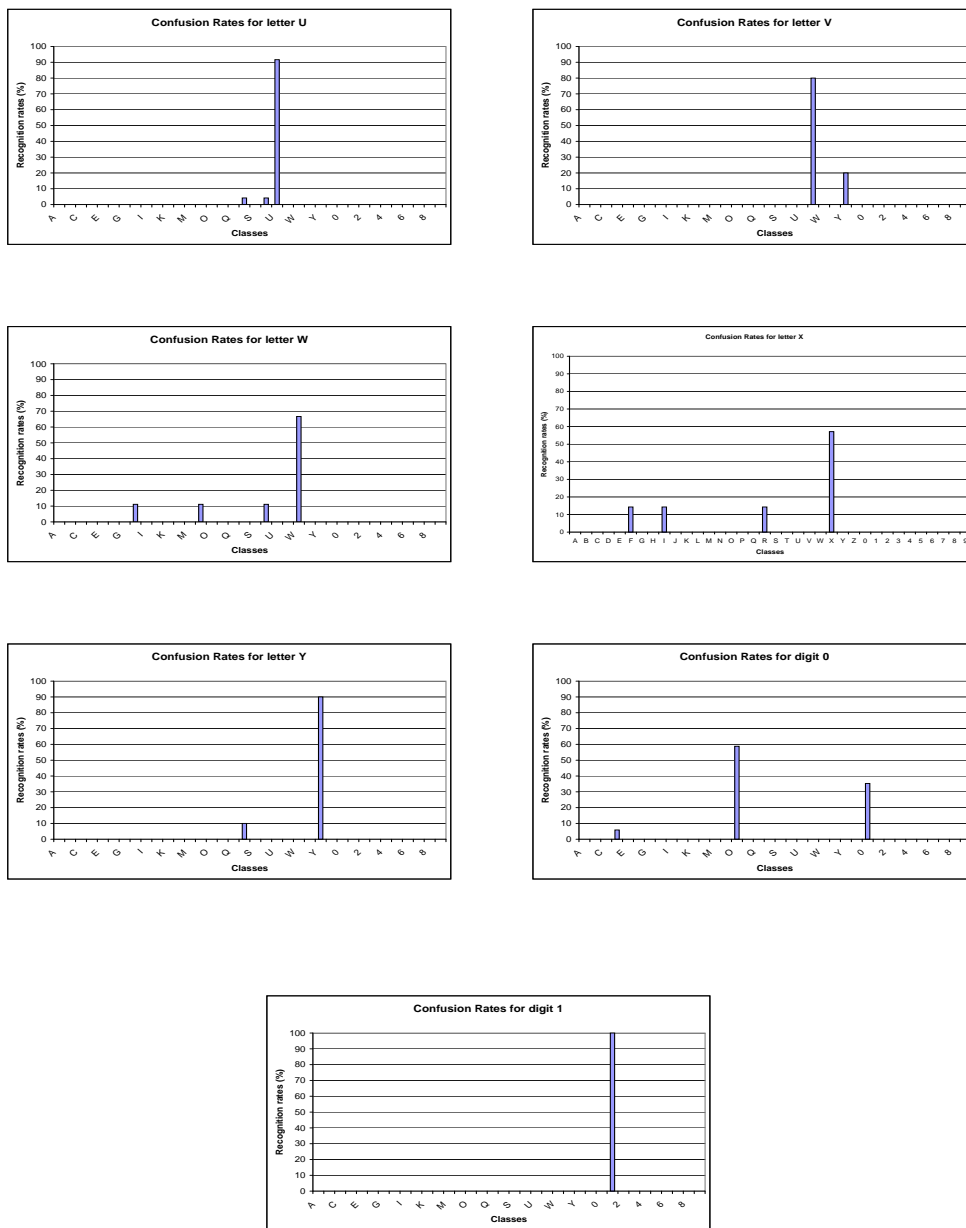 Confusion Rates for letter U
100
90
80
70
60
50
40
30
20
10
0
Recognition rates (%)
A C E G I K M O Q S U W Y 0 2 4 6 8
Classes
Confusion Rates for letter V
100
90
80
70
60
50
40
30
20
10
0
Recognition rates (%)
A C E G I K M O Q S U W Y 0 2 4 6 8
Classes
Confusion Rates for letter W
100
90
80
70
60
50
40
30
20
10
0
Recognition rates (%)
A C E G I K M O Q S U W Y 0 2 4 6 8
Classes
Confusion Rates for letter X
100
90
80
70
60
50
40
30
20
10
0
Recognition rates (%)
A B C D E F G H I J K L M N O P Q R S T U V W X Y Z 0 1 2 3 4 5 6 7 8 9
Classes
Confusion Rates for letter Y
100
90
80
70
60
50
40
30
20
10
0
Recognition rates (%)
A C E G I K M O Q S U W Y 0 2 4 6 8
Classes
Confusion Rates for digit 0
100
90
80
70
60
50
40
30
20
10
0
Recognition rates (%)
A C E G I K M O Q S U W Y 0 2 4 6 8
Classes
Confusion Rates for digit 1
100
90
80
70
60
50
40
30
20
10
0
Recognition rates (%)
A C E G I K M O Q S U W Y 0 2 4 6 8
Classes